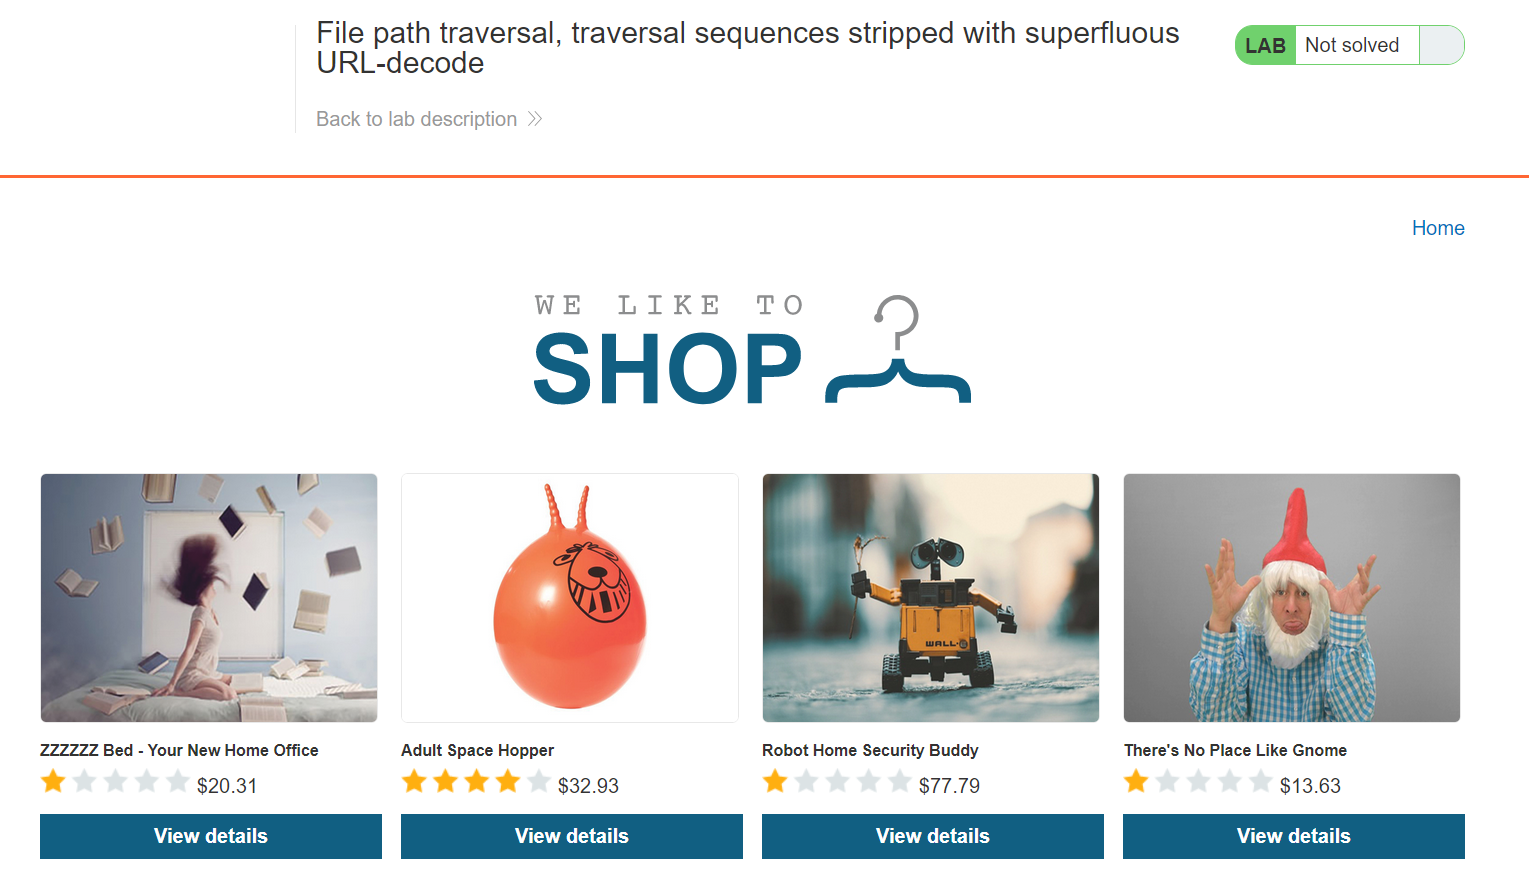 File path traversal, traversal sequences stripped with superfluous
URL-decode
LAB Not solved
Back to lab description
Home
WE LIKE TO
SHOP
WALL·E
ZZZZZZ Bed - Your New Home Office
Adult Space Hopper
Robot Home Security Buddy
There's No Place Like Gnome
$20.31
$32.93
$77.79
$13.63
View details
View details
View details
View details